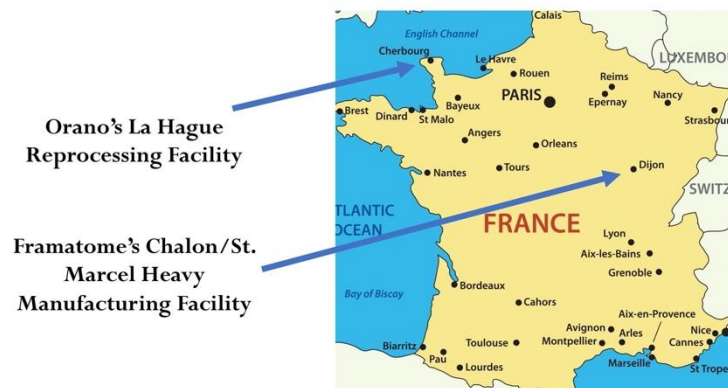 Orano's La Hague
Reprocessing Facility
Framatome's Chalon/St.
Marcel Heavy
Manufacturing Facility
Calais
English Channel
Cherbourg
Le Havre
LUXEMBOU
Rouen
Reims
PARIS
Bayeux
Epernay
Nancy
Brest
Dinard
St Malo
Strasbour
Angers
Orleans
Nantes
Tours
Dijon
SWITZ
TLANTIC
OCEAN
FRANCE
Lyon
Aix-les-Bains
Grenoble
Bay of Biscay
Bordeaux
Cahors
Aix-en-Provence
Avignon
Arles
Nice
Biarritz
Toulouse
Montpellier
Cannes
Pau
Marseille
St Trope
Lourdes